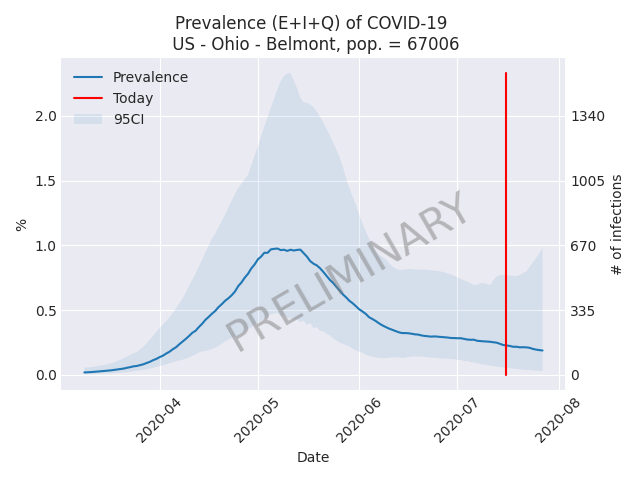 Prevalence (E+I+Q) of COVID-19
US - Ohio - Belmont, pop. = 67006
Prevalence
Today
95CI
2.0
1.5
1.0
0.5
0.0
%
1340
1005
670
335
0
# of infections
PRELIMINARY
2020-04
2020-05
2020-06
2020-07
2020-08
Date